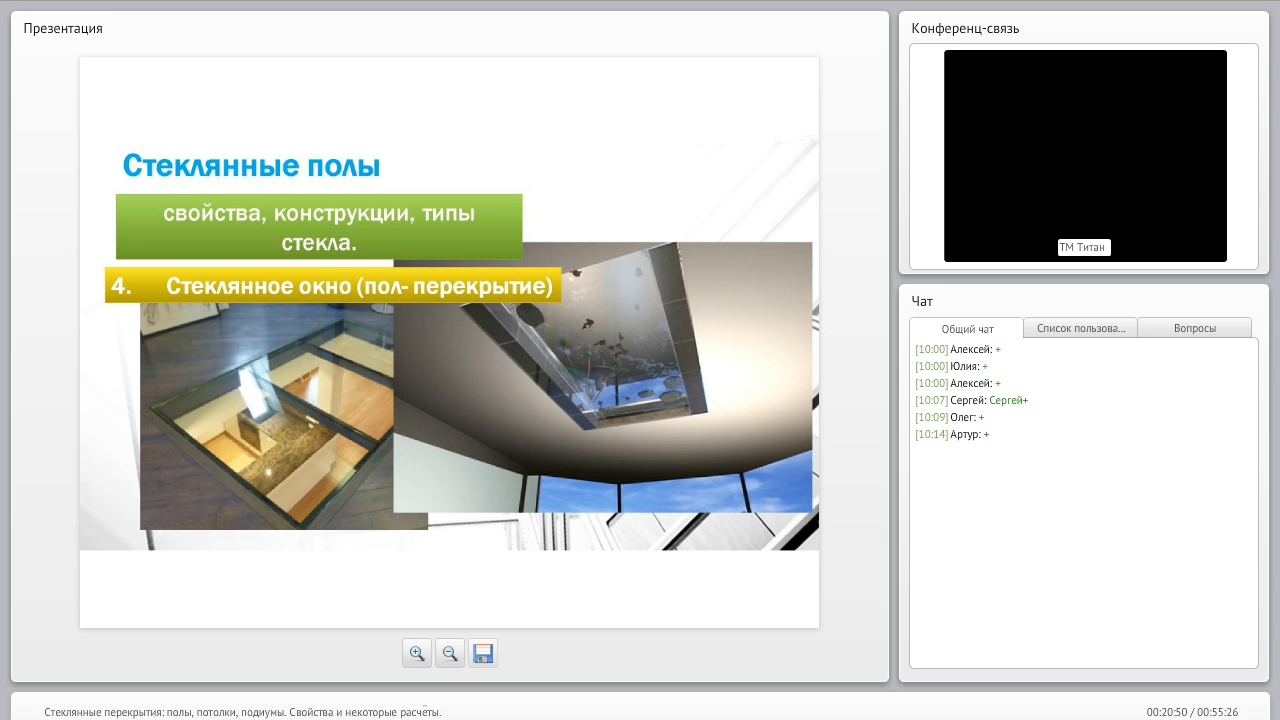 Презентация
Стеклянные полы
свойства, конструкции, типы
стекла.
4. Стеклянное окно (пол- перекрытие)
Конференц-связь
ТМ Титан
Чат
Общий чат
Список пользова...
Вопросы
[10:00] Алексей: +
[10:00] Юлия: +
[10:00] Алексей: +
[10:07] Сергей: Сергей+
[10:09] Олег: +
[10:14] Артур: +
Стеклянные перекрытия: полы, потолки, подиумы. Свойства и некоторые расчёты.
00:20:50 / 00:55:26